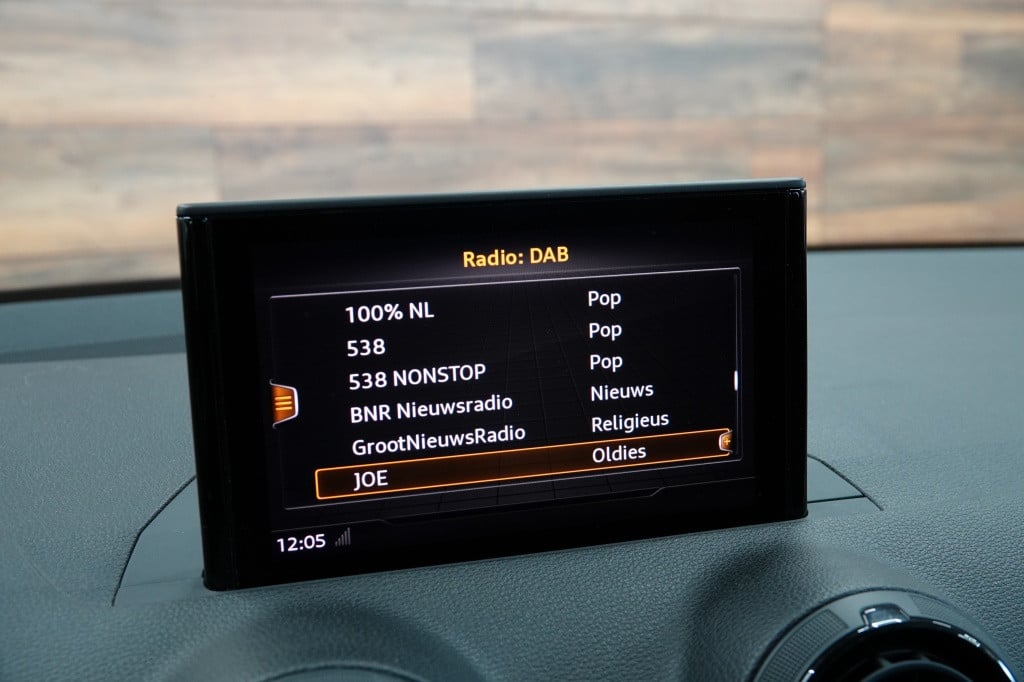 Radio: DAB
100% NL Pop
538 Pop
538 NONSTOP Pop
BNR Nieuwsradio Nieuws
GrootNieuwsRadio Religieus
JOE Oldies
12:05